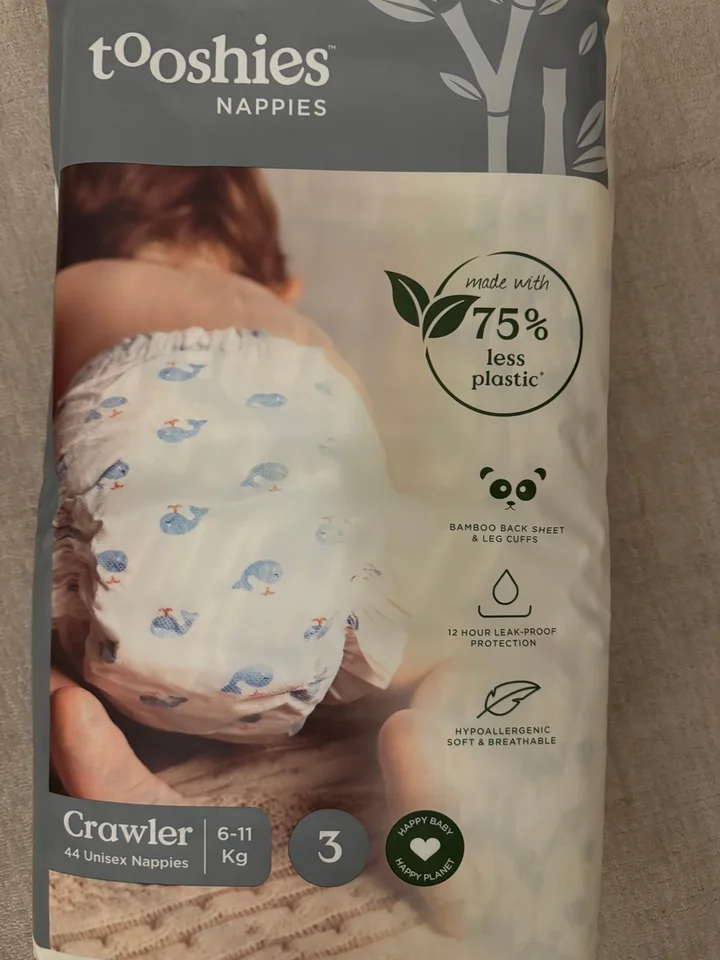 tooshies™
NAPPIES
made with
75%
less
plastic*
BAMBOO BACK SHEET
& LEG CUFFS
12 HOUR LEAK-PROOF
PROTECTION
HYPOALLERGENIC
SOFT & BREATHABLE
Crawler
44 Unisex Nappies
6-11
Kg
3
HAPPY BABY
HAPPY PLANET